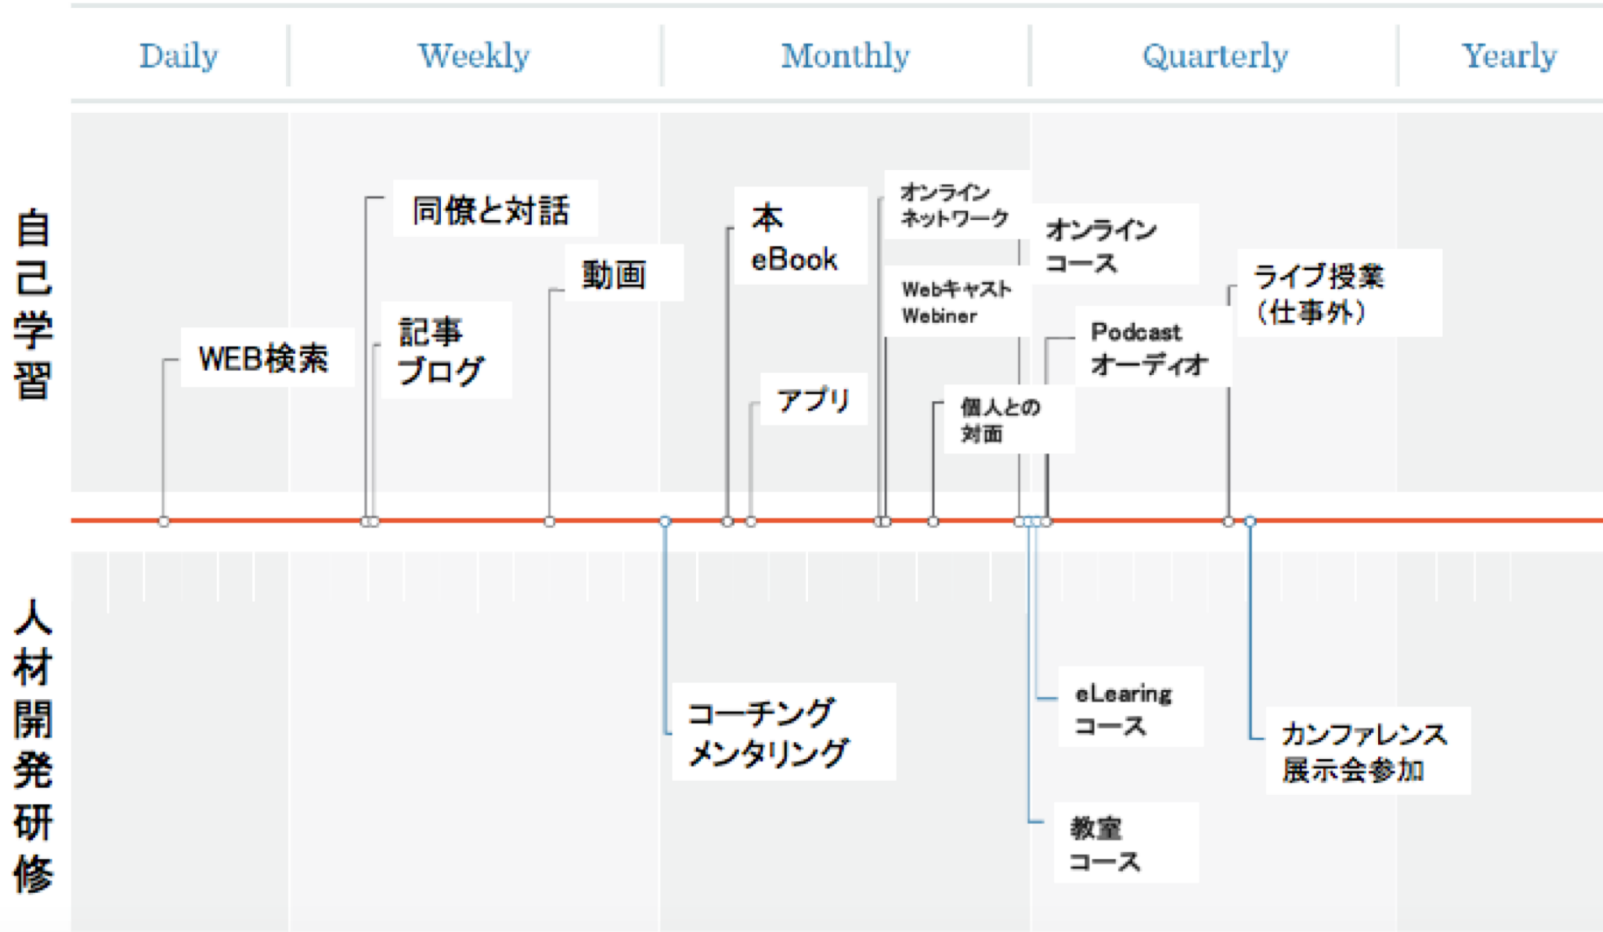 Daily
Weekly
Monthly
Quarterly
Yearly
自己学習
同僚と対話
動画
WEB検索
記事
ブログ
本
eBook
アプリ
オンライン
ネットワーク
Webキャスト
Webiner
個人との
対面
オンライン
コース
Podcast
オーディオ
ライブ授業
（仕事外）
人材開発研修
コーチング
メンタリング
eLearing
コース
教室
コース
カンファレンス
展示会参加